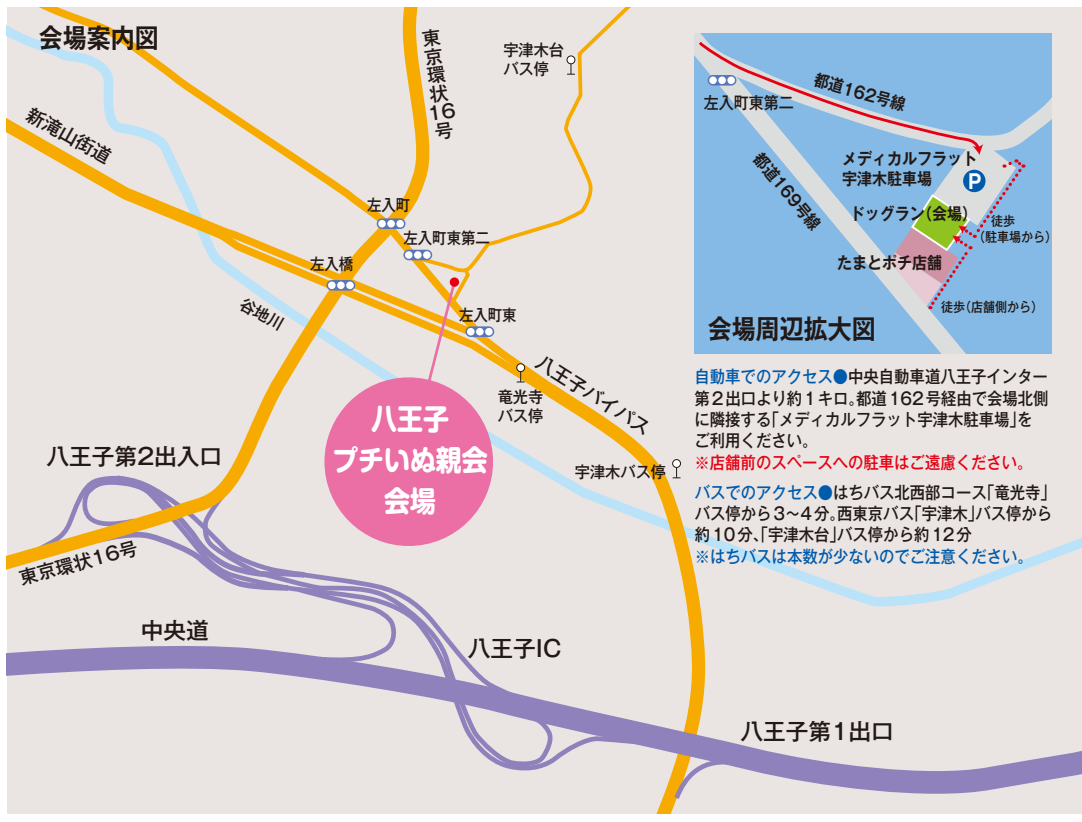 会場案内図
東京環状16号
宇津木台
バス停
新滝山街道
左入町
左入町東第二
左入橋
谷地川
左入町東
八王子バイパス
竜光寺
バス停
八王子
プチいぬ親会
会場
宇津木バス停
八王子第2出入口
東京環状16号
中央道
八王子IC
八王子第1出口
都道162号線
左入町東第二
都道169号線
メディカルフラット
宇津木駐車場
P
ドッグラン(会場)
徒歩
(駐車場から)
たまとポチ店舗
徒歩(店舗側から)
会場周辺拡大図
自動車でのアクセス●中央自動車道八王子インター
第2出口より約1キロ。都道162号経由で会場北側
に隣接する「メディカルフラット宇津木駐車場」を
ご利用ください。
※店舗前のスペースへの駐車はご遠慮ください。
バスでのアクセス●はちバス北西部コース「竜光寺」
バス停から3〜4分。西東京バス「宇津木」バス停から
約10分、「宇津木台」バス停から約12分
※はちバスは本数が少ないのでご注意ください。